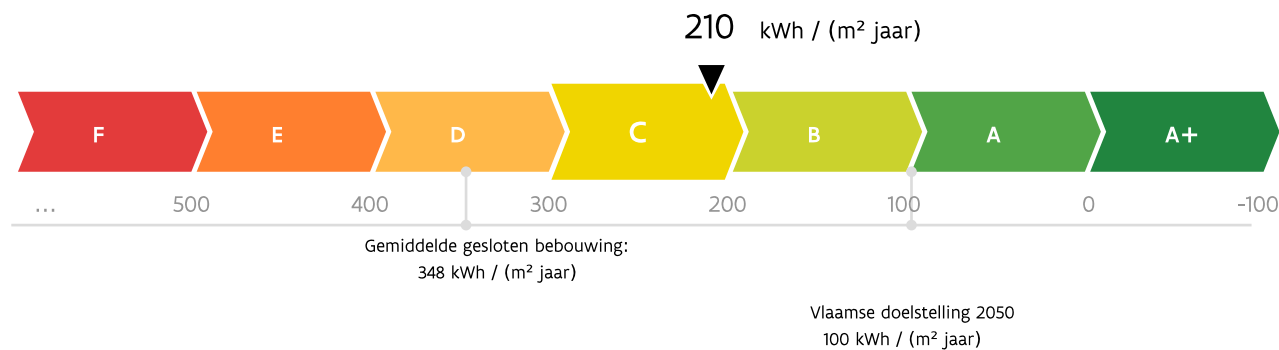 210 kWh / (m² jaar)
F E D C B A A+
... 500 400 300 200 100 0 -100
Gemiddelde gesloten bebouwing:
348 kWh / (m² jaar)
Vlaamse doelstelling 2050
100 kWh / (m² jaar)